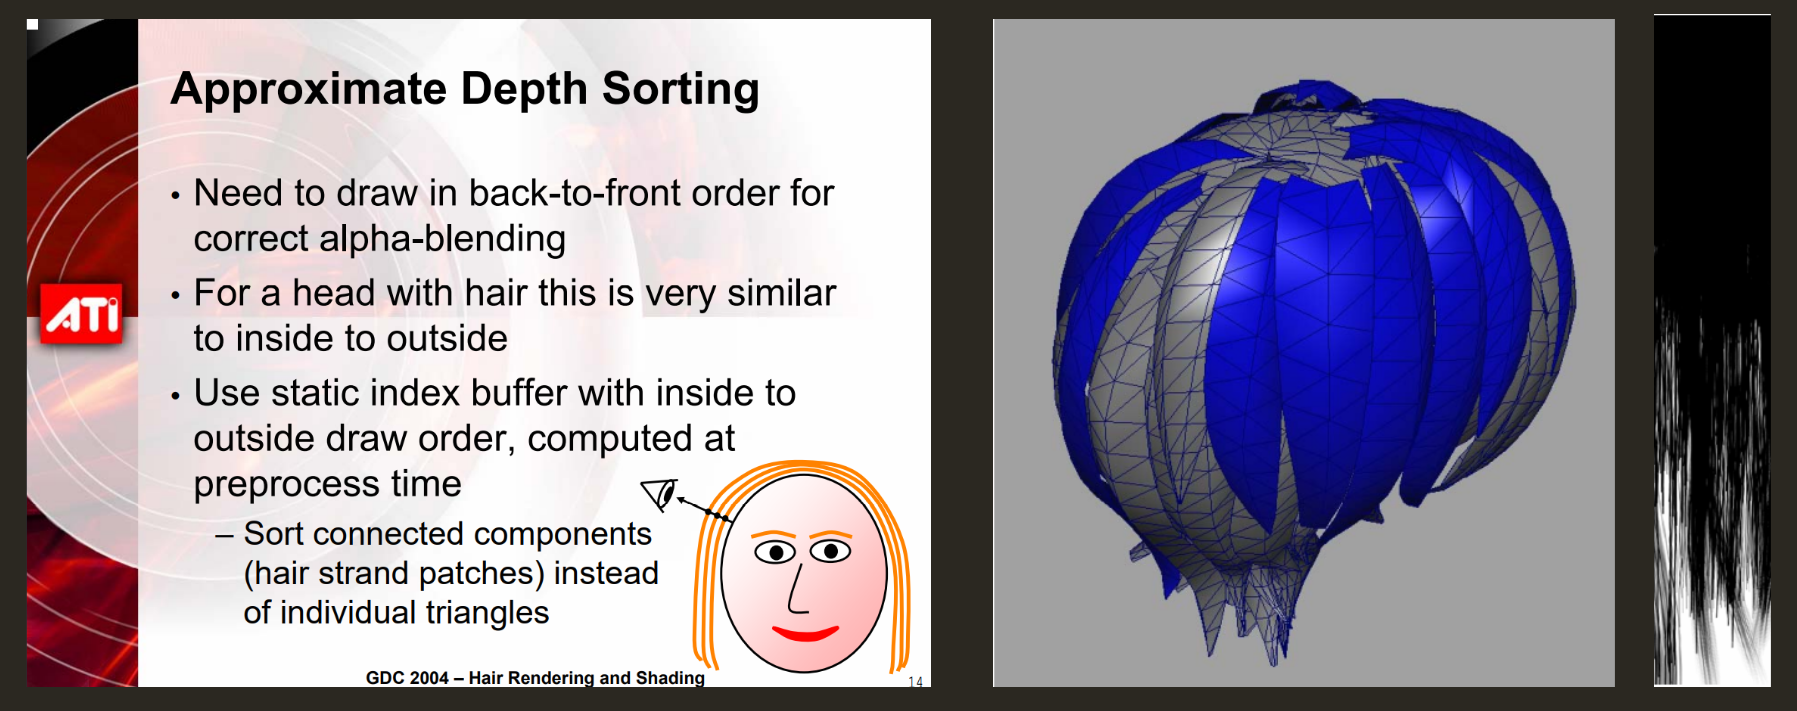 Approximate Depth Sorting
• Need to draw in back-to-front order for
correct alpha-blending
• For a head with hair this is very similar
to inside to outside
• Use static index buffer with inside to
outside draw order, computed at
preprocess time
– Sort connected components
(hair strand patches) instead
of individual triangles
ATi
GDC 2004 – Hair Rendering and Shading
14